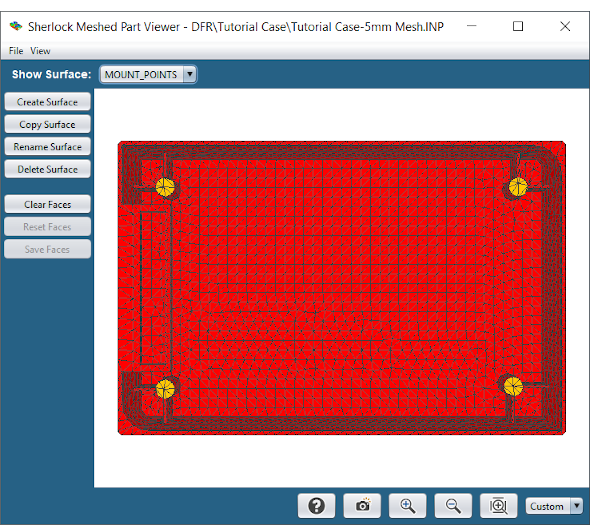 Sherlock Meshed Part Viewer - DFR\Tutorial Case\Tutorial Case-5mm Mesh.INP
File View
Show Surface: MOUNT_POINTS
Create Surface
Copy Surface
Rename Surface
Delete Surface
Clear Faces
Reset Faces
Save Faces
? Custom